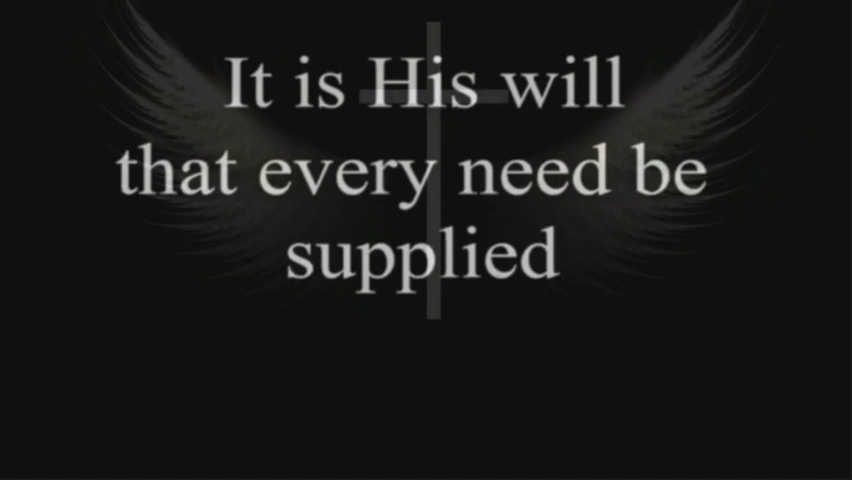 It is His will
that every need be
supplied